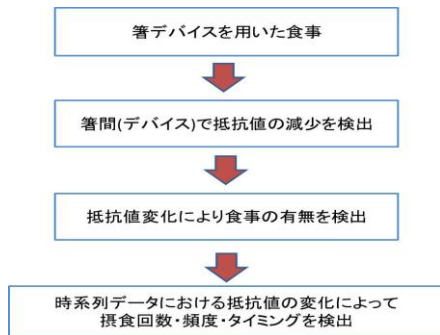 箸デバイスを用いた食事
箸間(デバイス)で抵抗値の減少を検出
抵抗値変化により食事の有無を検出
時系列データにおける抵抗値の変化によって
摂食回数・頻度・タイミングを検出